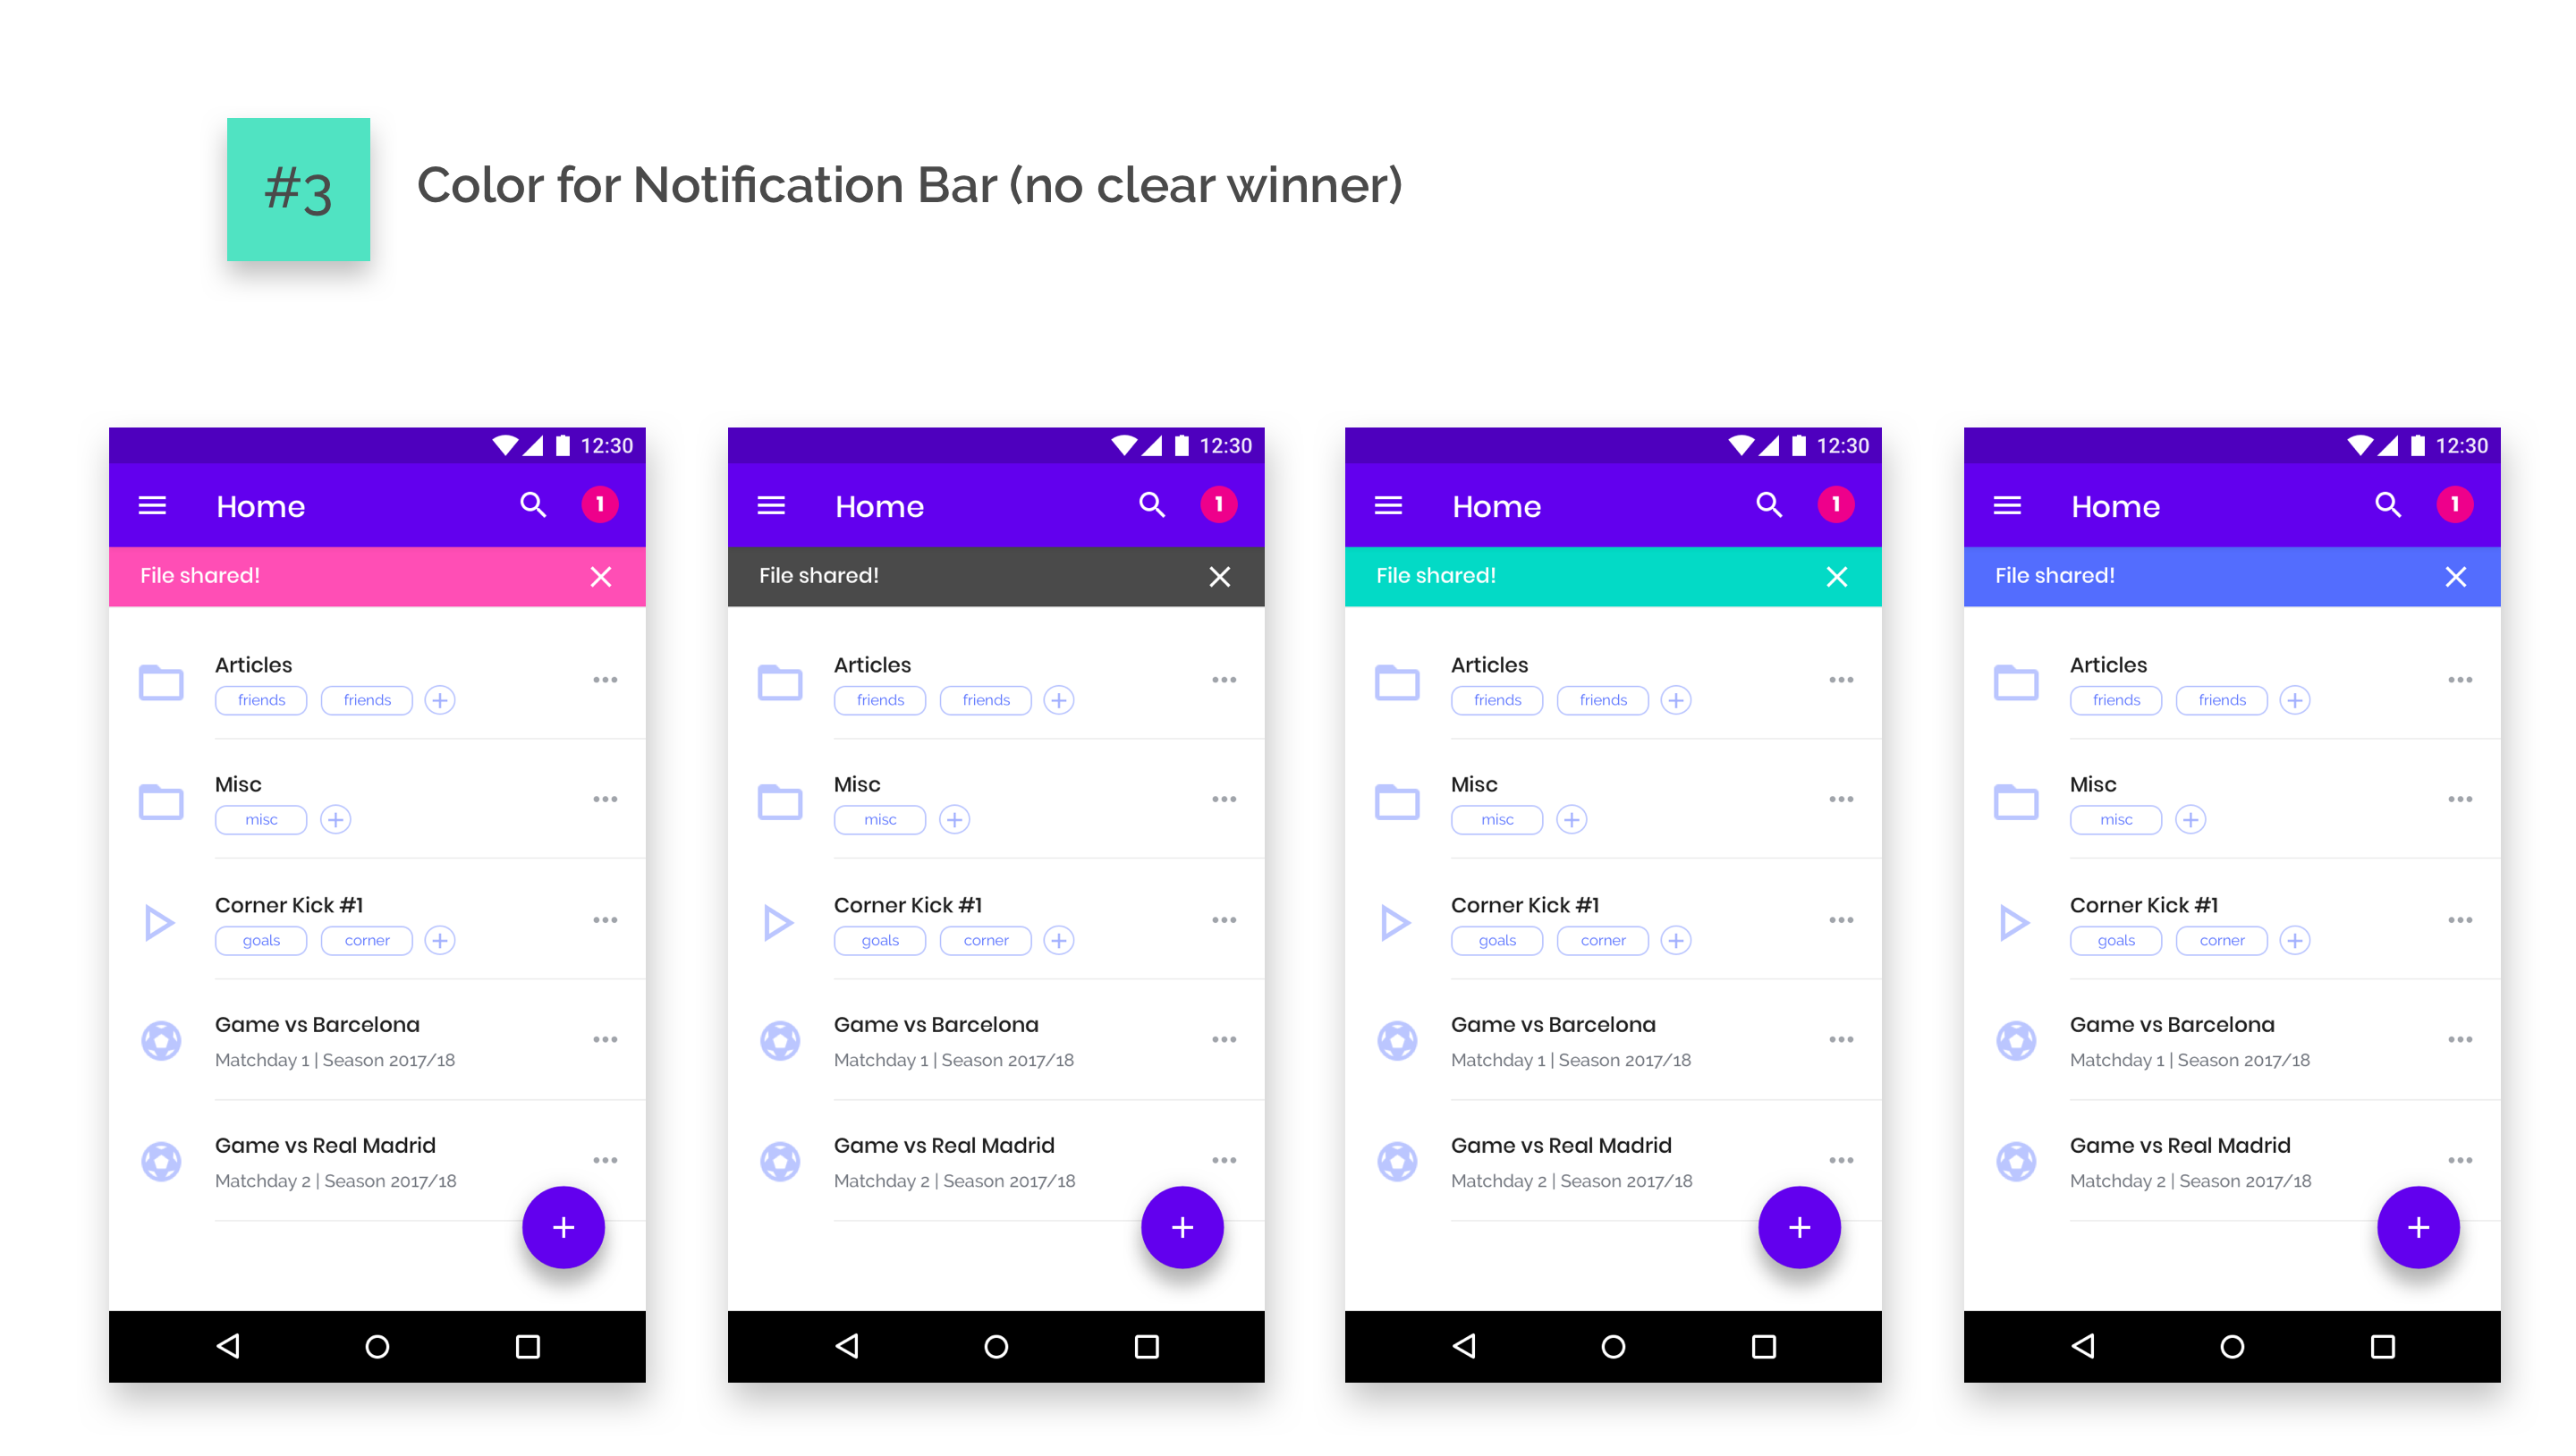 #3
Color for Notification Bar (no clear winner)
12:30
Home
1
File shared!
Articles
friends friends
Misc
misc
Corner Kick #1
goals corner
Game vs Barcelona
Matchday 1 | Season 2017/18
Game vs Real Madrid
Matchday 2 | Season 2017/18
12:30
Home
1
File shared!
Articles
friends friends
Misc
misc
Corner Kick #1
goals corner
Game vs Barcelona
Matchday 1 | Season 2017/18
Game vs Real Madrid
Matchday 2 | Season 2017/18
12:30
Home
1
File shared!
Articles
friends friends
Misc
misc
Corner Kick #1
goals corner
Game vs Barcelona
Matchday 1 | Season 2017/18
Game vs Real Madrid
Matchday 2 | Season 2017/18
12:30
Home
1
File shared!
Articles
friends friends
Misc
misc
Corner Kick #1
goals corner
Game vs Barcelona
Matchday 1 | Season 2017/18
Game vs Real Madrid
Matchday 2 | Season 2017/18